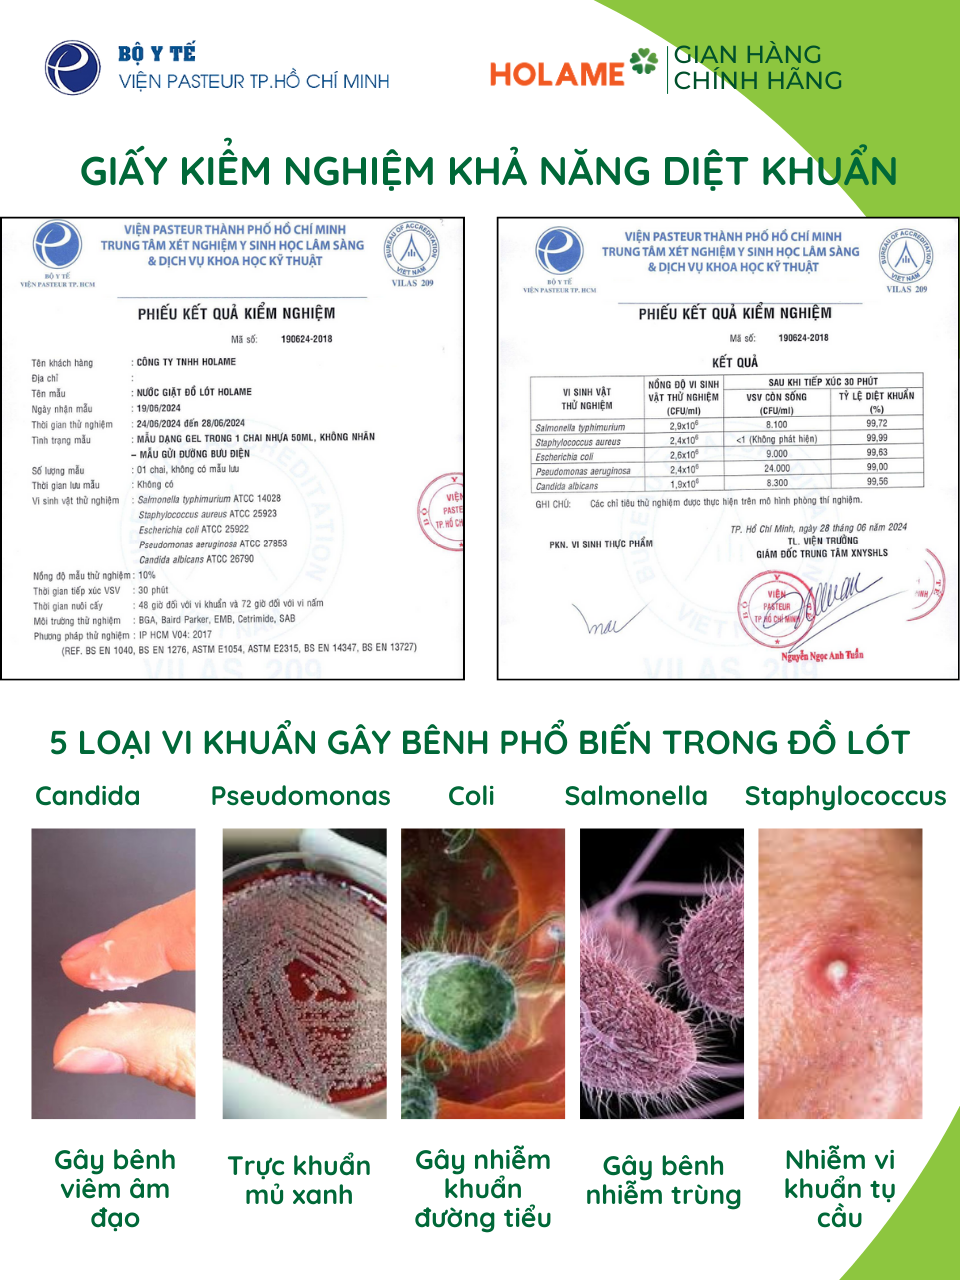 BỘ Y TẾ
VIỆN PASTEUR TP.HỒ CHÍ MINH
HOLAME
GIAN HÀNG
CHÍNH HÃNG
GIẤY KIỂM NGHIỆM KHẢ NĂNG DIỆT KHUẨN
VIỆN PASTEUR THÀNH PHỐ HỒ CHÍ MINH
TRUNG TÂM XÉT NGHIỆM Y SINH HỌC LÂM SÀNG
& DỊCH VỤ KHOA HỌC KỸ THUẬT
BỘ Y TẾ
VIỆN PASTEUR TP. HCM
BUREAU OF ACCREDITATION
VIET NAM
VILAS 209
PHIẾU KẾT QUẢ KIỂM NGHIỆM
Mã số: 190624-2018
Tên khách hàng : CÔNG TY TNHH HOLAME
Địa chỉ :
Tên mẫu : NƯỚC GIẶT ĐỒ LÓT HOLAME
Ngày nhận mẫu : 19/06/2024
Thời gian thử nghiệm : 24/06/2024 đến 28/06/2024
Tình trạng mẫu : MẪU DẠNG GEL TRONG 1 CHAI NHỰA 50ML, KHÔNG NHÃN
– MẪU GỬI ĐƯỜNG BƯU ĐIỆN
Số lượng mẫu : 01 chai, không có mẫu lưu
Thời gian lưu mẫu : Không có
Vi sinh vật thử nghiệm : Salmonella typhimurium ATCC 14028
Staphylococcus aureus ATCC 25923
Escherichia coli ATCC 25922
Pseudomonas aeruginosa ATCC 27853
Candida albicans ATCC 26790
Nồng độ mẫu thử nghiệm : 10%
Thời gian tiếp xúc VSV : 30 phút
Thời gian nuôi cấy : 48 giờ đối với vi khuẩn và 72 giờ đối với vi nấm
Môi trường thử nghiệm : BGA, Baird Parker, EMB, Cetrimide, SAB
Phương pháp thử nghiệm : IP HCM V04: 2017
(REF. BS EN 1040, BS EN 1276, ASTM E1054, ASTM E2315, BS EN 14347, BS EN 13727)
VILAS 209
VIỆN PASTEUR THÀNH PHỐ HỒ CHÍ MINH
TRUNG TÂM XÉT NGHIỆM Y SINH HỌC LÂM SÀNG
& DỊCH VỤ KHOA HỌC KỸ THUẬT
BỘ Y TẾ
VIỆN PASTEUR TP. HCM
BUREAU OF ACCREDITATION
VIET NAM
VILAS 209
PHIẾU KẾT QUẢ KIỂM NGHIỆM
Mã số: 190624-2018
KẾT QUẢ
VI SINH VẬT THỬ NGHIỆM NỒNG ĐỘ VI SINH VẬT THỬ NGHIỆM (CFU/ml) SAU KHI TIẾP XÚC 30 PHÚT
VSV CÒN SỐNG (CFU/ml) TỶ LỆ DIỆT KHUẨN (%)
Salmonella typhimurium 2,9x10⁶ 8.100 99,72
Staphylococcus aureus 2,4x10⁶ <1 (Không phát hiện) 99,99
Escherichia coli 2,6x10⁶ 9.000 99,63
Pseudomonas aeruginosa 2,4x10⁶ 24.000 99,00
Candida albicans 1,9x10⁶ 8.300 99,56
GHI CHÚ: Các chỉ tiêu thử nghiệm được thực hiện trên mô hình phòng thí nghiệm.
TP. Hồ Chí Minh, ngày 28 tháng 06 năm 2024
PKN. VI SINH THỰC PHẨM
TL. VIỆN TRƯỞNG
GIÁM ĐỐC TRUNG TÂM XNYSHLS
VIỆN
PASTEUR
TP HỒ CHÍ MINH
Nguyễn Ngọc Anh Tuấn
VILAS 209
5 LOẠI VI KHUẨN GÂY BỆNH PHỔ BIẾN TRONG ĐỒ LÓT
Candida
Pseudomonas
Coli
Salmonella
Staphylococcus
Gây bênh
viêm âm
đạo
Trực khuẩn
mủ xanh
Gây nhiễm
khuẩn
đường tiểu
Gây bênh
nhiễm trùng
Nhiễm vi
khuẩn tụ
cầu